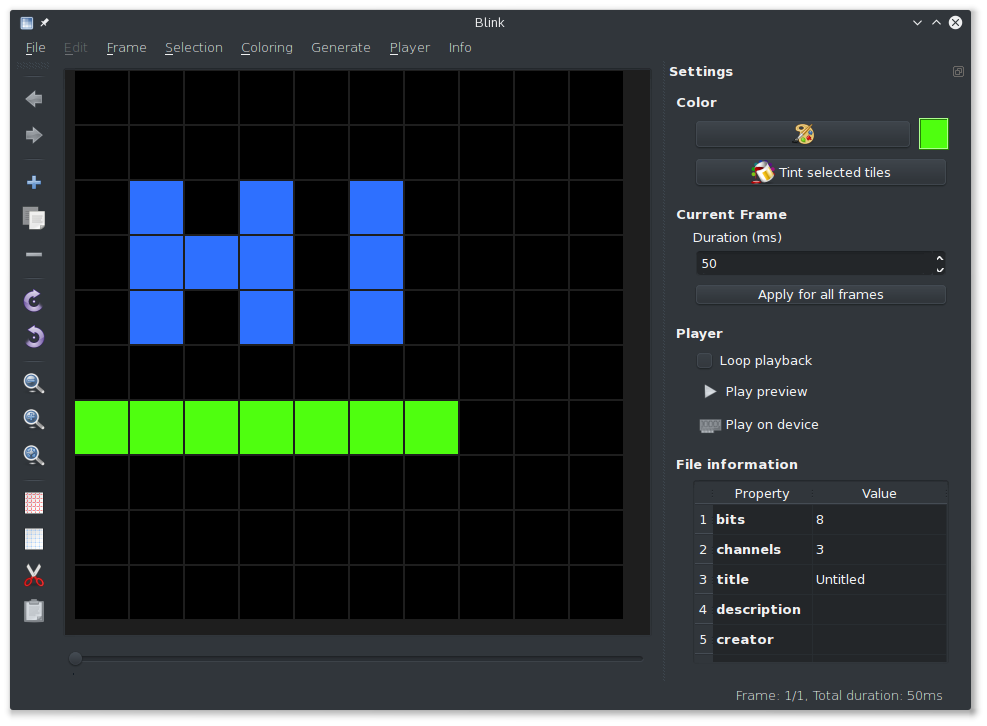 Blink
File Edit Frame Selection Coloring Generate Player Info
Settings
Color
Tint selected tiles
Current Frame
Duration (ms)
50
Apply for all frames
Player
Loop playback
Play preview
Play on device
File information
Property Value
1 bits 8
2 channels 3
3 title Untitled
4 description
5 creator
Frame: 1/1, Total duration: 50ms